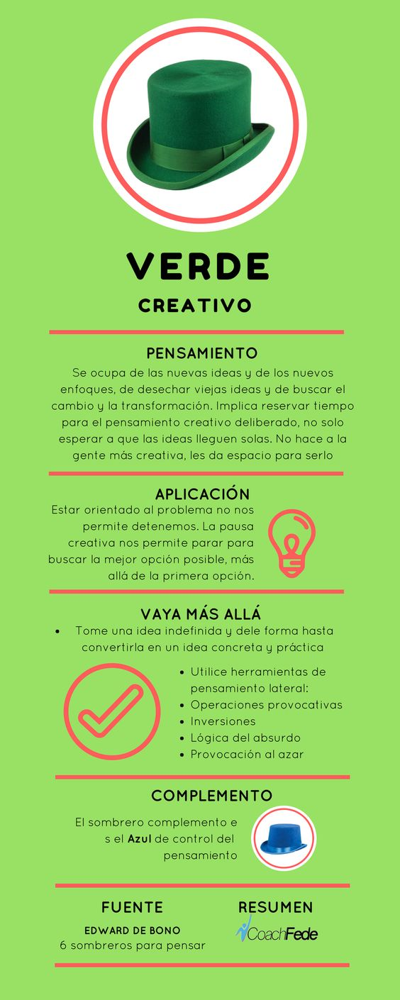 VERDE
CREATIVO
PENSAMIENTO
Se ocupa de las nuevas ideas y de los nuevos
enfoques, de desechar viejas ideas y de buscar el
cambio y la transformación. Implica reservar tiempo
para el pensamiento creativo deliberado, no solo
esperar a que las ideas lleguen solas. No hace a la
gente más creativa, les da espacio para serlo
APLICACIÓN
Estar orientado al problema no nos
permite detenemos. La pausa
creativa nos permite parar para
buscar la mejor opción posible, más
allá de la primera opción.
VAYA MÁS ALLÁ
• Tome una idea indefinida y dele forma hasta
convertirla en un idea concreta y práctica
• Utilice herramientas de
pensamiento lateral:
• Operaciones provocativas
• Inversiones
• Lógica del absurdo
• Provocación al azar
COMPLEMENTO
El sombrero complemento e
s el Azul de control del
pensamiento
FUENTE
EDWARD DE BONO
6 sombreros para pensar
RESUMEN
CoachFede